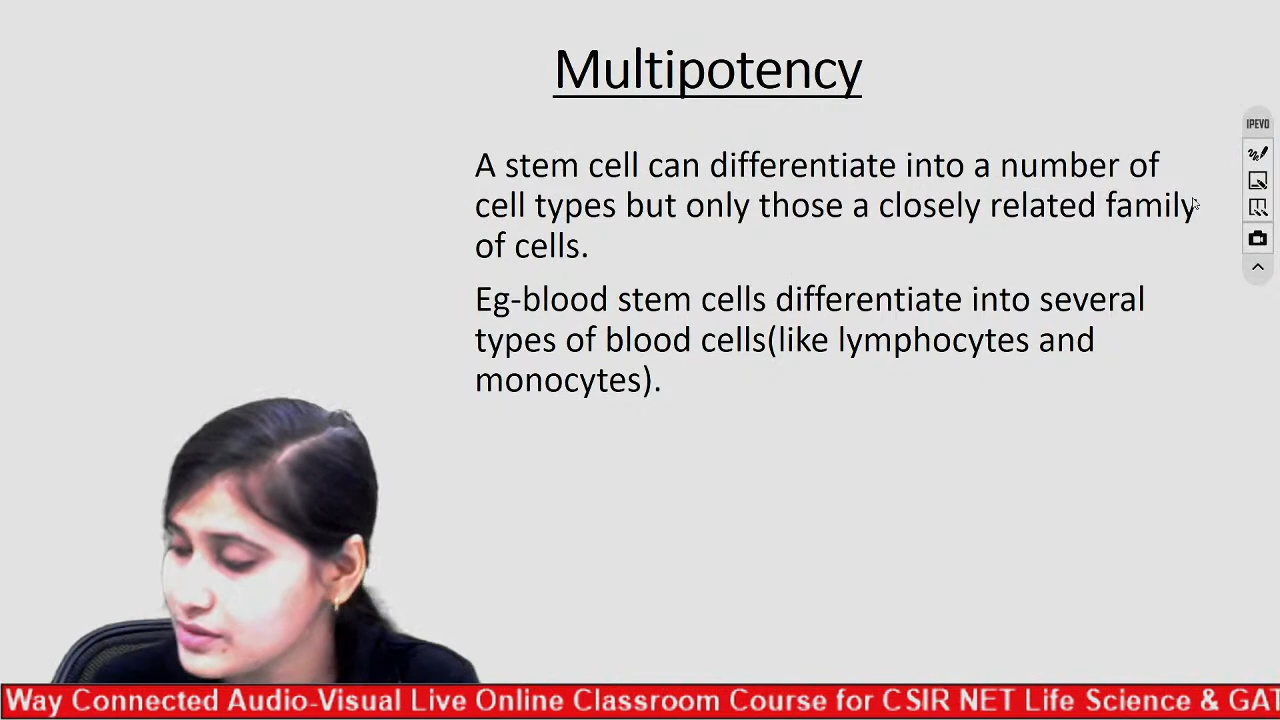 Multipotency
A stem cell can differentiate into a number of
cell types but only those a closely related family
of cells.
Eg-blood stem cells differentiate into several
types of blood cells(like lymphocytes and
monocytes).
IPEVO
Way Connected Audio-Visual Live Online Classroom Course for CSIR NET Life Science & GAT